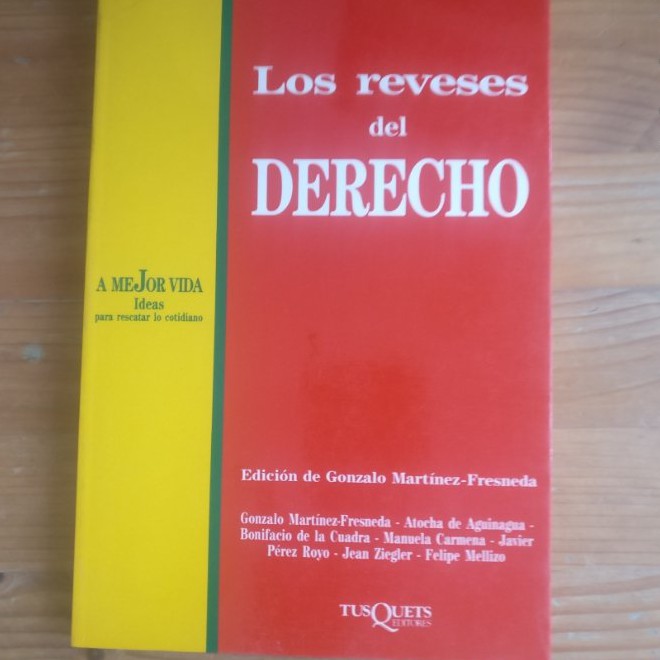 Los reveses
del
DERECHO
A MEJOR VIDA
Ideas
para rescatar lo cotidiano
Edición de Gonzalo Martínez-Fresneda
Gonzalo Martínez-Fresneda - Atocha de Aguinagua -
Bonifacio de la Cuadra - Manuela Carmena - Javier
Pérez Royo - Jean Ziegler - Felipe Mellizo
TUSQUETS
EDITORES